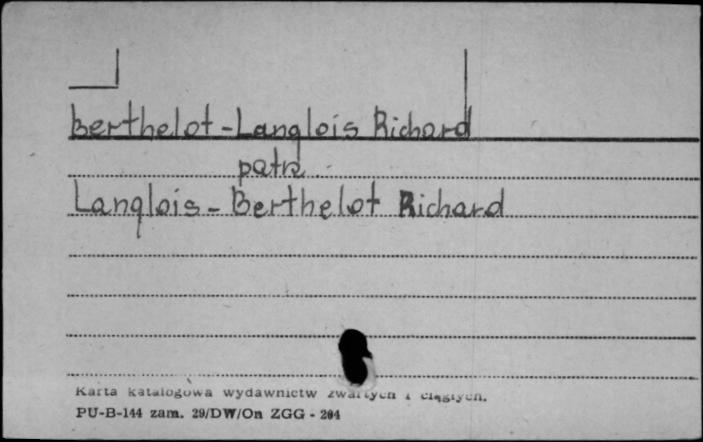 Berthelot-Langlois Richard
patrz
Langlois-Berthelot Richard
Karta katalogowa wydawnictw zwartych i ciągłych.
PU-B-144 zam. 29/DW/On ZGG - 204